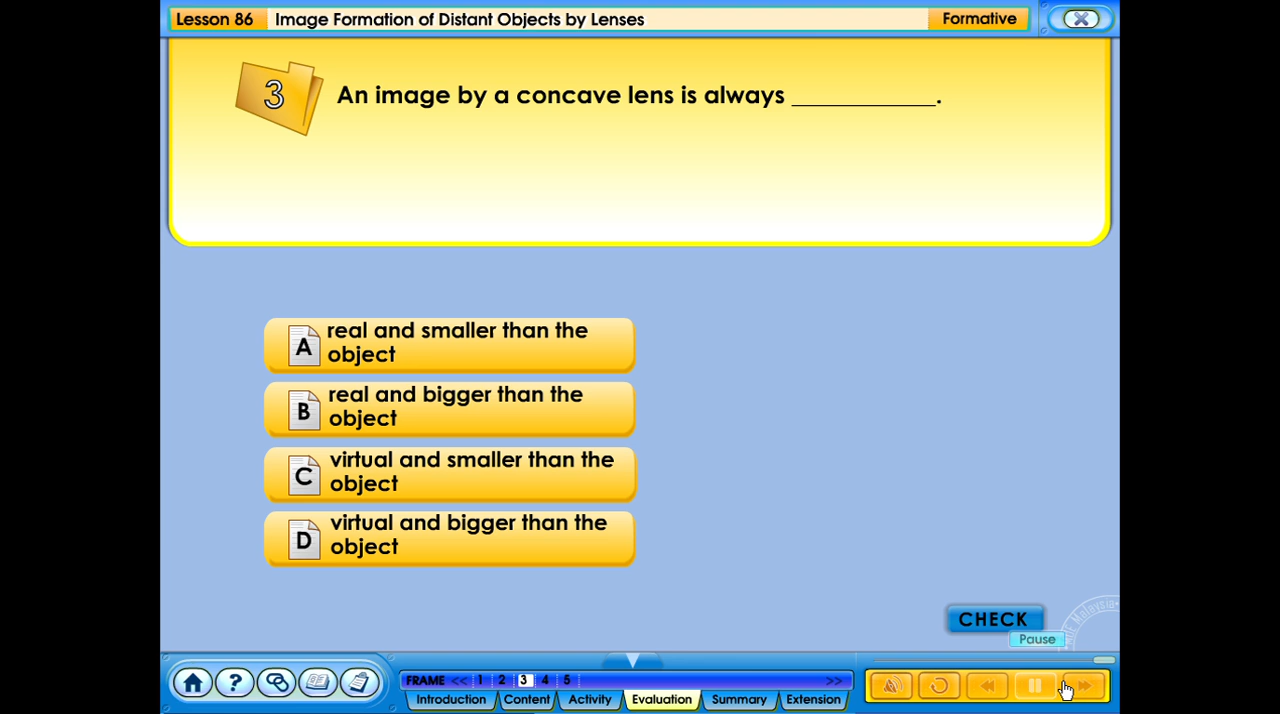 Lesson 86 Image Formation of Distant Objects by Lenses Formative
3 An image by a concave lens is always ____________.
A real and smaller than the
object
B real and bigger than the
object
C virtual and smaller than the
object
D virtual and bigger than the
object
CHECK
Pause
FRAME << 1 2 3 4 5 >>
Introduction Content Activity Evaluation Summary Extension
?